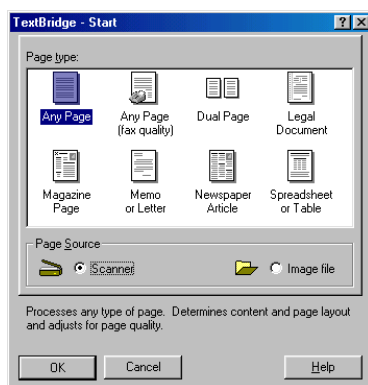 TextBridge - Start
Page type:
Any Page
Any Page
(fax quality)
Dual Page
Legal
Document
Magazine
Page
Memo
or Letter
Newspaper
Article
Spreadsheet
or Table
Page Source
Scanner
Image file
Processes any type of page. Determines content and page layout
and adjusts for page quality.
OK
Cancel
Help